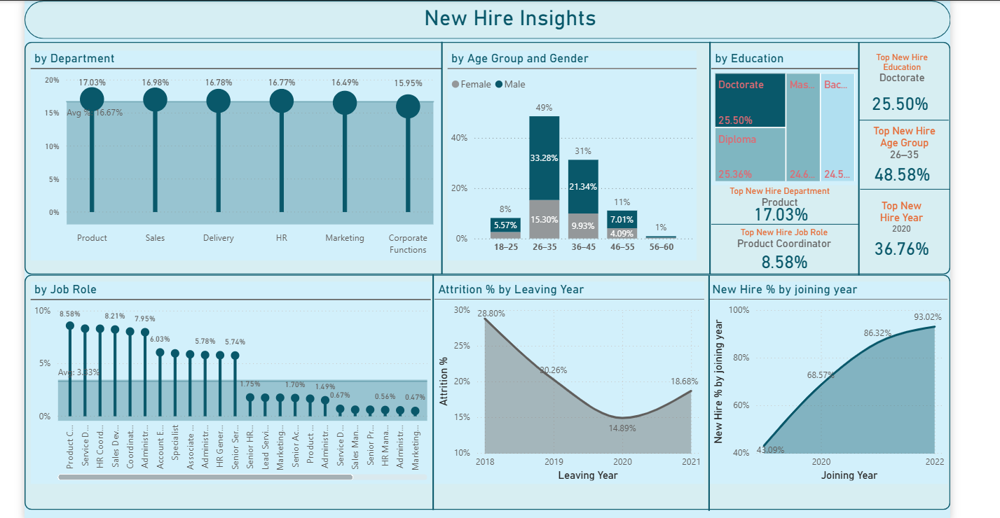 New Hire Insights
by Department
20%
15%
10%
5%
0%
17.03%
16.98%
16.78%
16.77%
16.49%
15.95%
Avg %: 16.67%
Product
Sales
Delivery
HR
Marketing
Corporate
Functions
by Age Group and Gender
Female
Male
40%
20%
0%
8%
5.57%
49%
33.28%
15.30%
31%
21.34%
9.93%
11%
7.01%
4.09%
1%
18–25
26–35
36–45
46–55
56–60
by Education
Doctorate
25.50%
Diploma
25.36%
Mas...
24.6...
Bac...
24.5...
Top New Hire Department
Product
17.03%
Top New Hire Job Role
Product Coordinator
8.58%
Top New Hire
Education
Doctorate
25.50%
Top New Hire
Age Group
26–35
48.58%
Top New
Hire Year
2020
36.76%
by Job Role
10%
5%
0%
8.58%
8.21%
7.95%
6.03%
5.78%
5.74%
1.75%
1.70%
1.49%
0.67%
0.56%
0.47%
Avg: 3.33%
Product C...
Service D...
HR Coord...
Sales Dev...
Coordinat...
Administr...
Account E...
Specialist
Associate ...
Administr...
HR Gener...
Senior Ser...
Senior HR...
Lead Servi...
Marketing...
Senior Ac...
Product ...
Administr...
Service D...
Sales Man...
Senior Pr...
HR Mana...
Administr...
Marketing...
Attrition % by Leaving Year
Attrition %
30%
25%
20%
15%
10%
28.80%
20.26%
14.89%
18.68%
2018
2019
2020
2021
Leaving Year
New Hire % by joining year
New Hire % by joining year
100%
80%
60%
40%
43.09%
68.57%
86.32%
93.02%
2020
2022
Joining Year